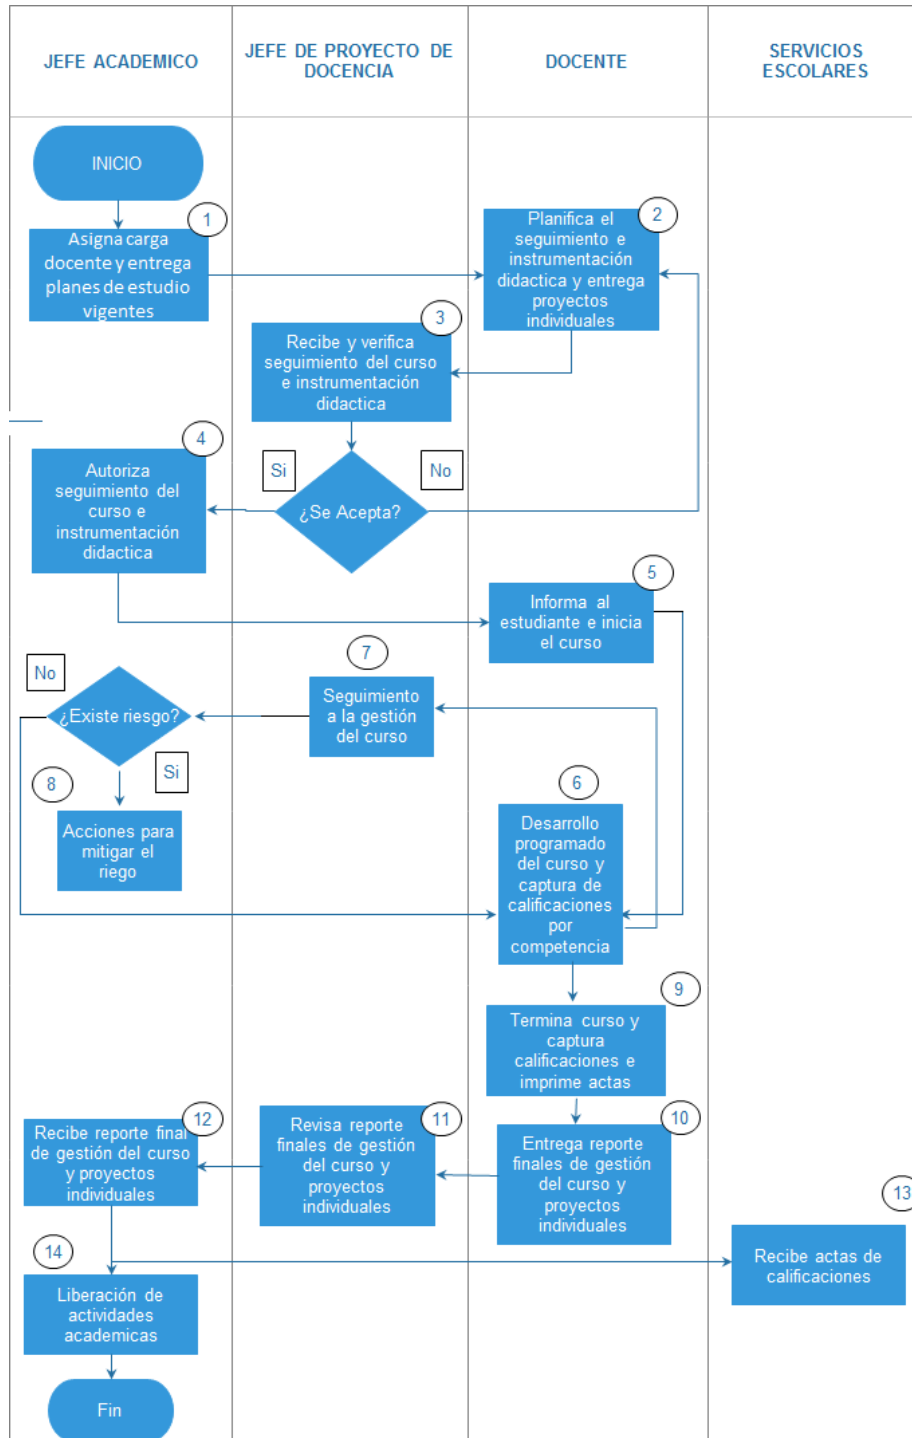 JEFE ACADEMICO
JEFE DE PROYECTO DE
DOCENCIA
DOCENTE
SERVICIOS
ESCOLARES
INICIO
1
Asigna carga
docente y entrega
planes de estudio
vigentes
2
Planifica el
seguimiento e
instrumentación
didactica y entrega
proyectos
individuales
3
Recibe y verifica
seguimiento del curso
e instrumentación
didactica
4
Autoriza
seguimiento del
curso e
instrumentación
didactica
Si
No
¿Se Acepta?
5
Informa al
estudiante e inicia
el curso
7
Seguimiento
a la gestión
del curso
No
¿Existe riesgo?
Si
8
Acciones para
mitigar el
riego
6
Desarrollo
programado
del curso y
captura de
calificaciones
por
competencia
9
Termina curso y
captura
calificaciones e
imprime actas
10
Entrega reporte
finales de gestión
del curso y
proyectos
individuales
11
Revisa reporte
finales de gestión
del curso y
proyectos
individuales
12
Recibe reporte final
de gestión del curso
y proyectos
individuales
13
Recibe actas de
calificaciones
14
Liberación de
actividades
academicas
Fin